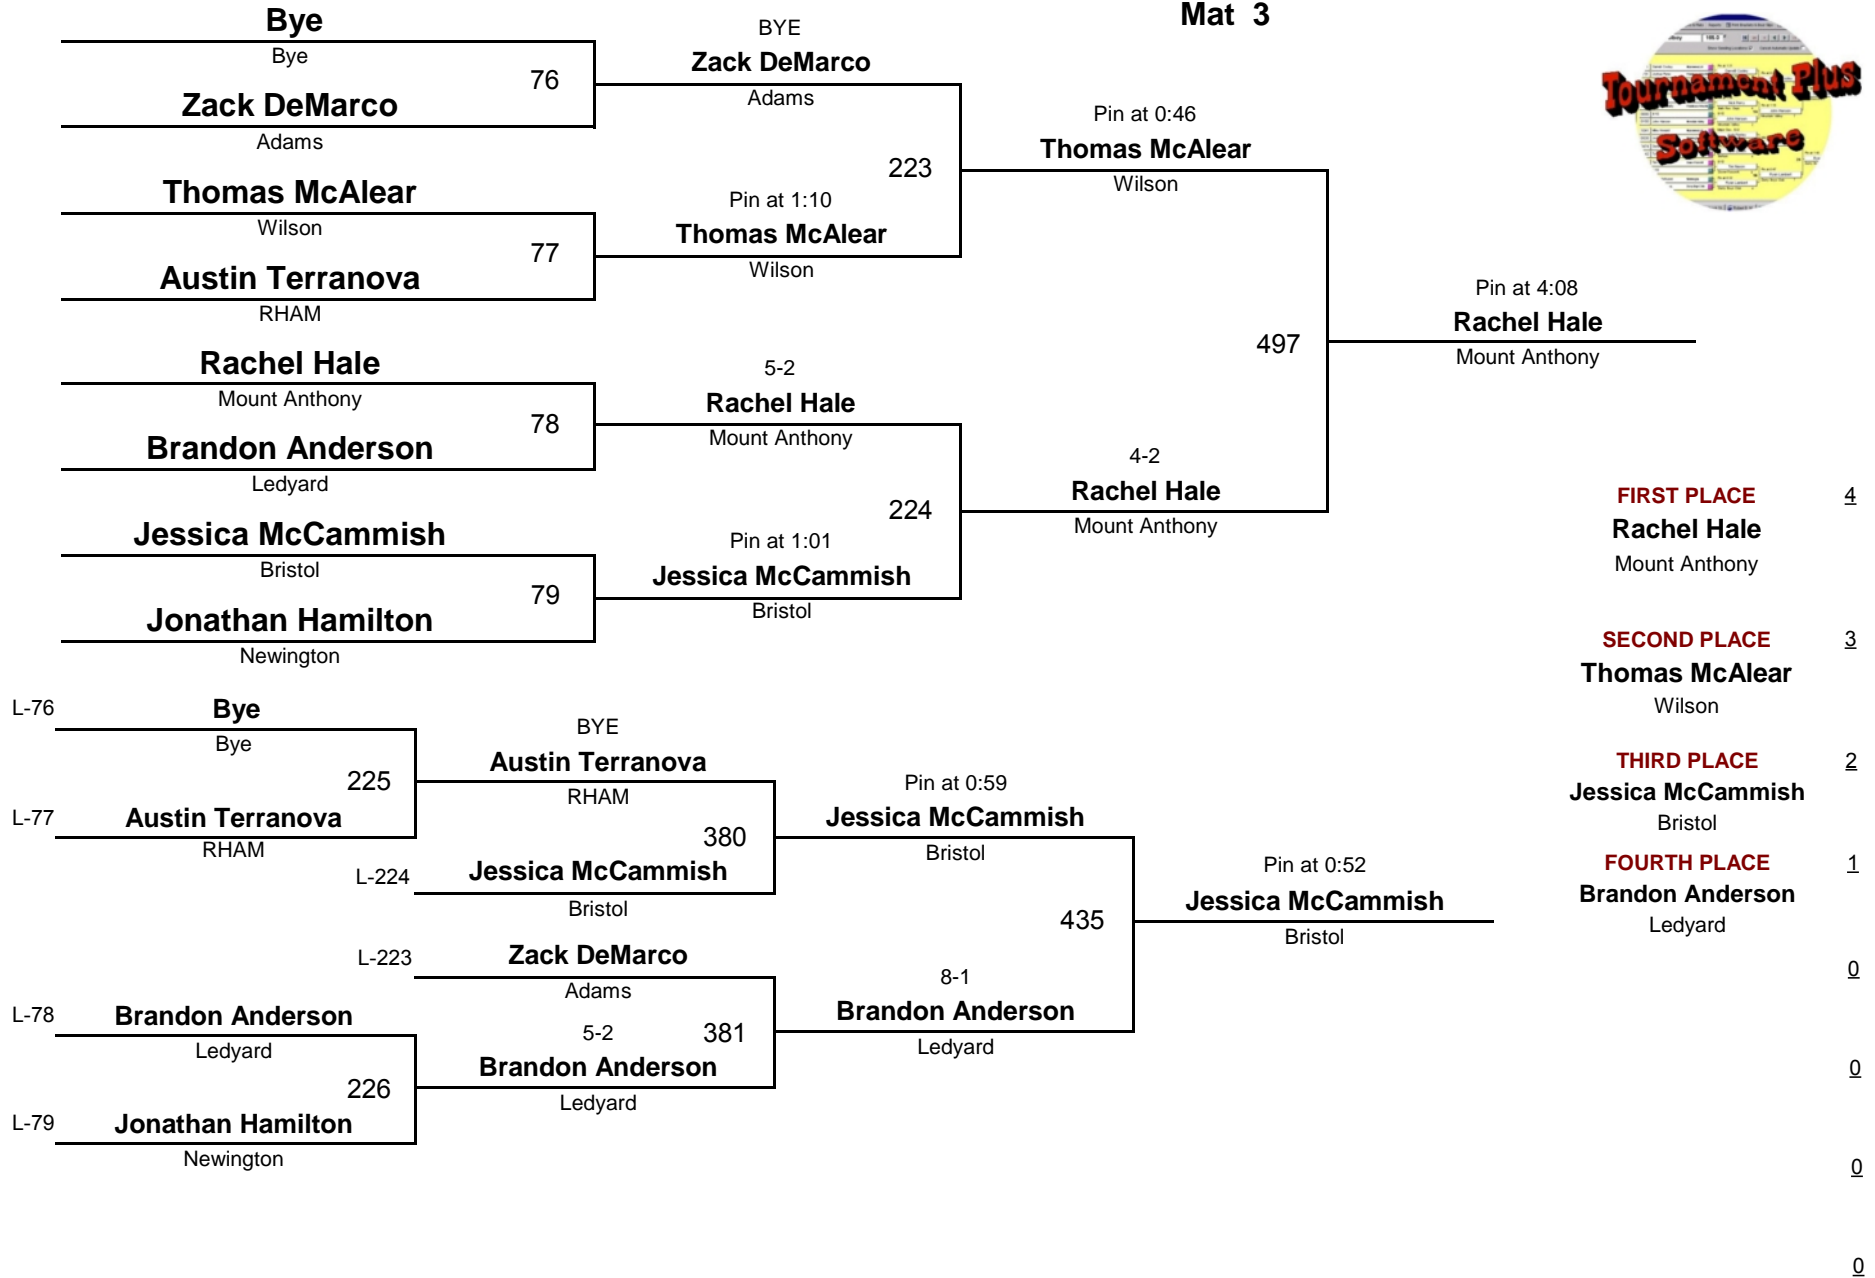 Mat 3
Tournament Plus
Software
Bye
Bye
76
Zack DeMarco
Adams
Thomas McAlear
Wilson
77
Austin Terranova
RHAM
Rachel Hale
Mount Anthony
78
Brandon Anderson
Ledyard
Jessica McCammish
Bristol
79
Jonathan Hamilton
Newington
BYE
Zack DeMarco
Adams
223
Pin at 1:10
Thomas McAlear
Wilson
5-2
Rachel Hale
Mount Anthony
224
Pin at 1:01
Jessica McCammish
Bristol
Pin at 0:46
Thomas McAlear
Wilson
497
4-2
Rachel Hale
Mount Anthony
Pin at 4:08
Rachel Hale
Mount Anthony
L-76
Bye
Bye
225
L-77
Austin Terranova
RHAM
L-78
Brandon Anderson
Ledyard
226
L-79
Jonathan Hamilton
Newington
BYE
Austin Terranova
RHAM
380
L-224
Jessica McCammish
Bristol
L-223
Zack DeMarco
Adams
5-2
381
Brandon Anderson
Ledyard
Pin at 0:59
Jessica McCammish
Bristol
435
8-1
Brandon Anderson
Ledyard
Pin at 0:52
Jessica McCammish
Bristol
FIRST PLACE 4
Rachel Hale
Mount Anthony
SECOND PLACE 3
Thomas McAlear
Wilson
THIRD PLACE 2
Jessica McCammish
Bristol
FOURTH PLACE 1
Brandon Anderson
Ledyard
0
0
0
0